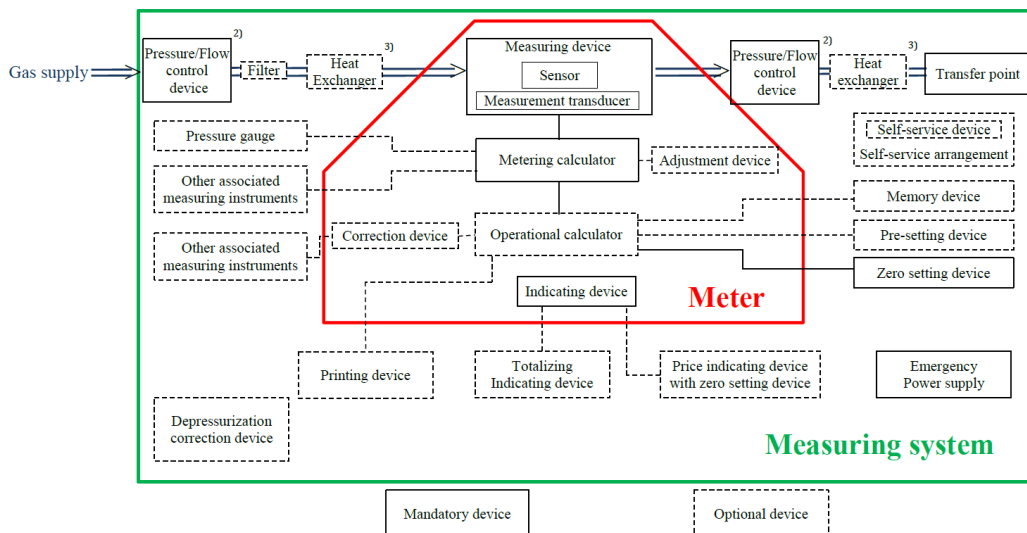 Gas supply
Pressure/Flow
control
device
2)
Filter
Heat
Exchanger
3)
Measuring device
Sensor
Measurement transducer
Pressure/Flow
control
device
2)
Heat
exchanger
3)
Transfer point
Pressure gauge
Metering calculator
Adjustment device
Self-service device
Self-service arrangement
Other associated
measuring instruments
Memory device
Other associated
measuring instruments
Correction device
Operational calculator
Pre-setting device
Zero setting device
Indicating device
Meter
Printing device
Totalizing
Indicating device
Price indicating device
with zero setting device
Emergency
Power supply
Depressurization
correction device
Measuring system
Mandatory device
Optional device